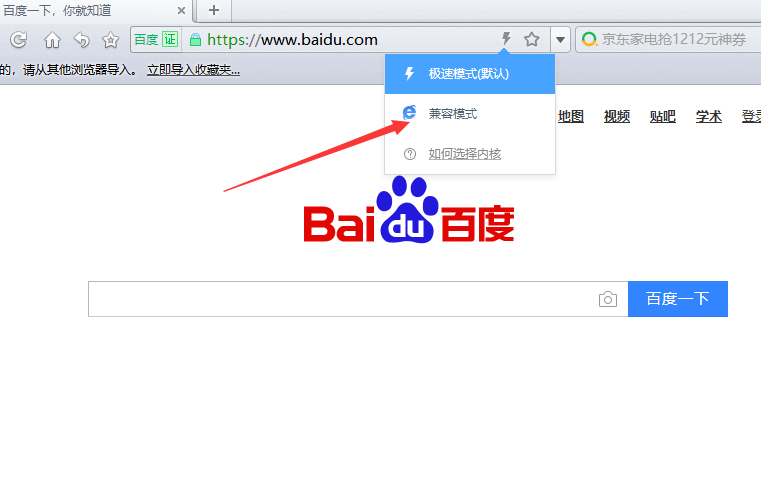 百度一下，你就知道
百度 证 https://www.baidu.com 京东家电抢1212元神券
的，请从其他浏览器导入。 立即导入收藏夹...
极速模式(默认)
兼容模式
如何选择内核
地图 视频 贴吧 学术 登录
Bai du 百度
百度一下